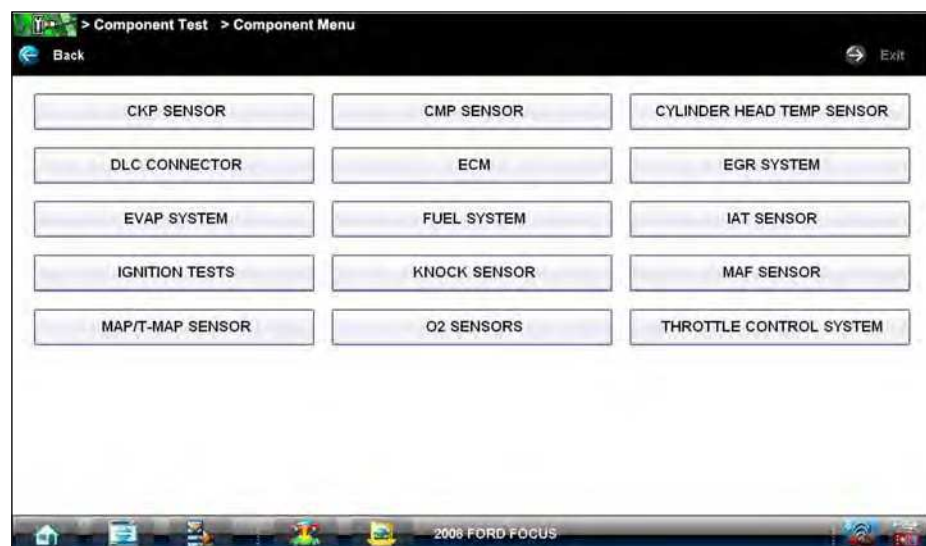 > Component Test > Component Menu
Back Exit
CKP SENSOR CMP SENSOR CYLINDER HEAD TEMP SENSOR
DLC CONNECTOR ECM EGR SYSTEM
EVAP SYSTEM FUEL SYSTEM IAT SENSOR
IGNITION TESTS KNOCK SENSOR MAF SENSOR
MAP/T-MAP SENSOR O2 SENSORS THROTTLE CONTROL SYSTEM
2006 FORD FOCUS